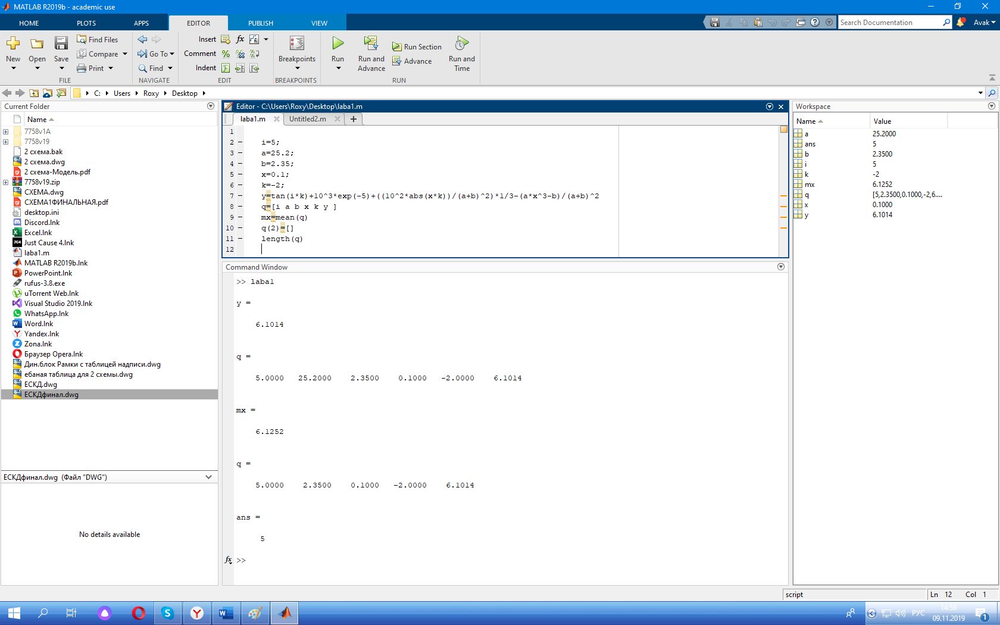 MATLAB R2019b - academic use
HOME PLOTS APPS EDITOR PUBLISH VIEW
Search Documentation Avak
New Open Save Find Files Compare Print
FILE
Go To Find
NAVIGATE
Insert fx
Comment
Indent
EDIT
Breakpoints
BREAKPOINTS
Run Run and Advance Run Section Advance Run and Time
RUN
C: Users Roxy Desktop
Current Folder
Name
7758v1A
7758v19
2 схема.bak
2 схема.dwg
2 схема-Модель.pdf
7758v19.zip
СХЕМА.dwg
СХЕМА1ФИНАЛЬНАЯ.pdf
desktop.ini
Discord.lnk
Excel.lnk
Just Cause 4.lnk
laba1.m
MATLAB R2019b.lnk
PowerPoint.lnk
rufus-3.8.exe
uTorrent Web.lnk
Visual Studio 2019.lnk
WhatsApp.lnk
Word.lnk
Yandex.lnk
Zona.lnk
Браузер Opera.lnk
Дин.блок Рамки с таблицей надписи.dwg
ебаная таблица для 2 схемы.dwg
ЕСКД.dwg
ЕСКДфинал.dwg
ЕСКДфинал.dwg (Файл "DWG")
No details available
Editor - C:\Users\Roxy\Desktop\laba1.m
laba1.m Untitled2.m
1
2 i=5;
3 a=25.2;
4 b=2.35;
5 x=0.1;
6 k=-2;
7 y=tan(i*k)+10^3*exp(-5)+((10^2*abs(x*k))/(a+b)^2)*1/3-(a*x^3-b)/(a+b)^2
8 q=[i a b x k y ]
9 mx=mean(q)
10 q(2)=[]
11 length(q)
12
Command Window
>> laba1
y =
6.1014
q =
5.0000 25.2000 2.3500 0.1000 -2.0000 6.1014
mx =
6.1252
q =
5.0000 2.3500 0.1000 -2.0000 6.1014
ans =
5
fx >>
Workspace
Name Value
a 25.2000
ans 5
b 2.3500
i 5
k -2
mx 6.1252
q [5,2.3500,0.1000,-2,6....
x 0.1000
y 6.1014
script Ln 12 Col 1
РУС 14:59
09.11.2019
1